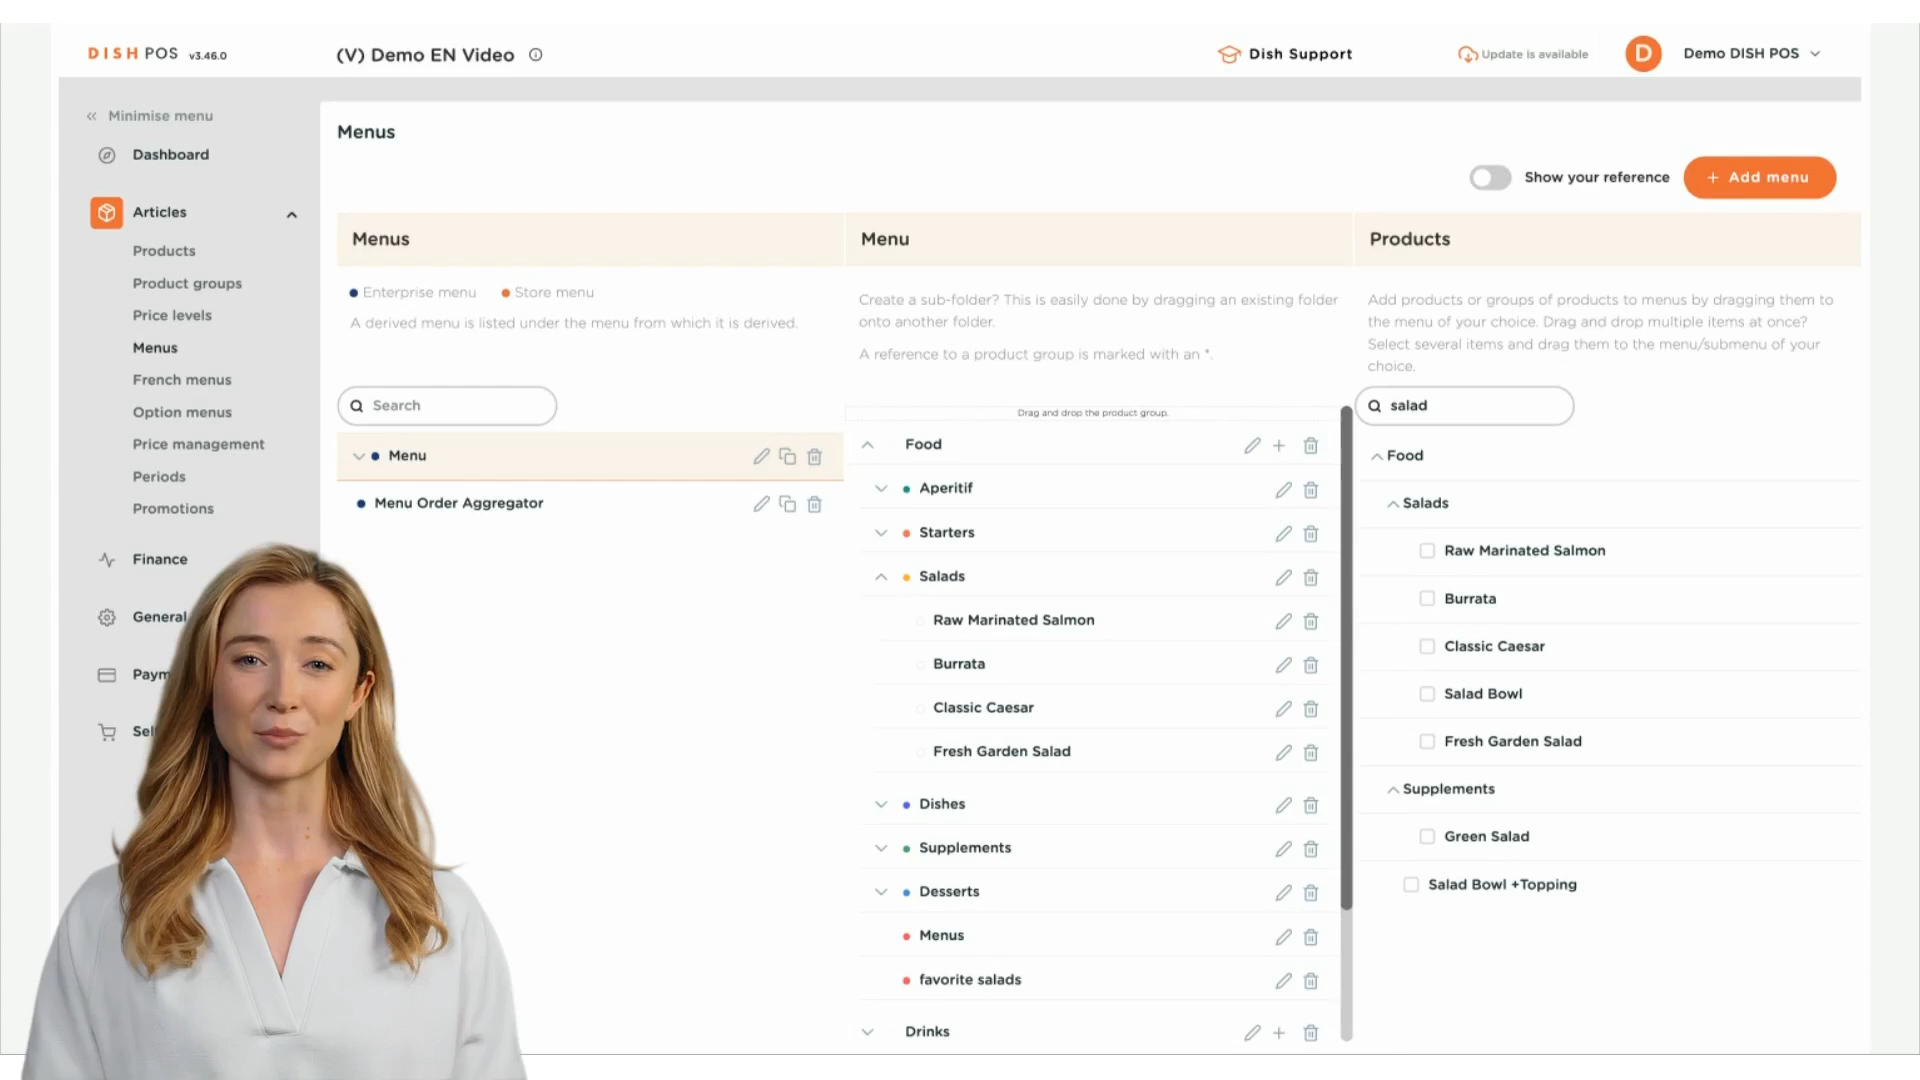 DISH POS v3.46.0
(V) Demo EN Video
Dish Support
Update is available
D
Demo DISH POS
Minimise menu
Dashboard
Articles
Products
Product groups
Price levels
Menus
French menus
Option menus
Price management
Periods
Promotions
Finance
General
Paym
Sel
Menus
Show your reference
+ Add menu
Menus
Enterprise menu
Store menu
A derived menu is listed under the menu from which it is derived.
Search
Menu
Menu Order Aggregator
Menu
Create a sub-folder? This is easily done by dragging an existing folder
onto another folder.
A reference to a product group is marked with an *.
Drag and drop the product group.
Food
Aperitif
Starters
Salads
Raw Marinated Salmon
Burrata
Classic Caesar
Fresh Garden Salad
Dishes
Supplements
Desserts
Menus
favorite salads
Drinks
Products
Add products or groups of products to menus by dragging them to
the menu of your choice. Drag and drop multiple items at once?
Select several items and drag them to the menu/submenu of your
choice.
salad
Food
Salads
Raw Marinated Salmon
Burrata
Classic Caesar
Salad Bowl
Fresh Garden Salad
Supplements
Green Salad
Salad Bowl +Topping